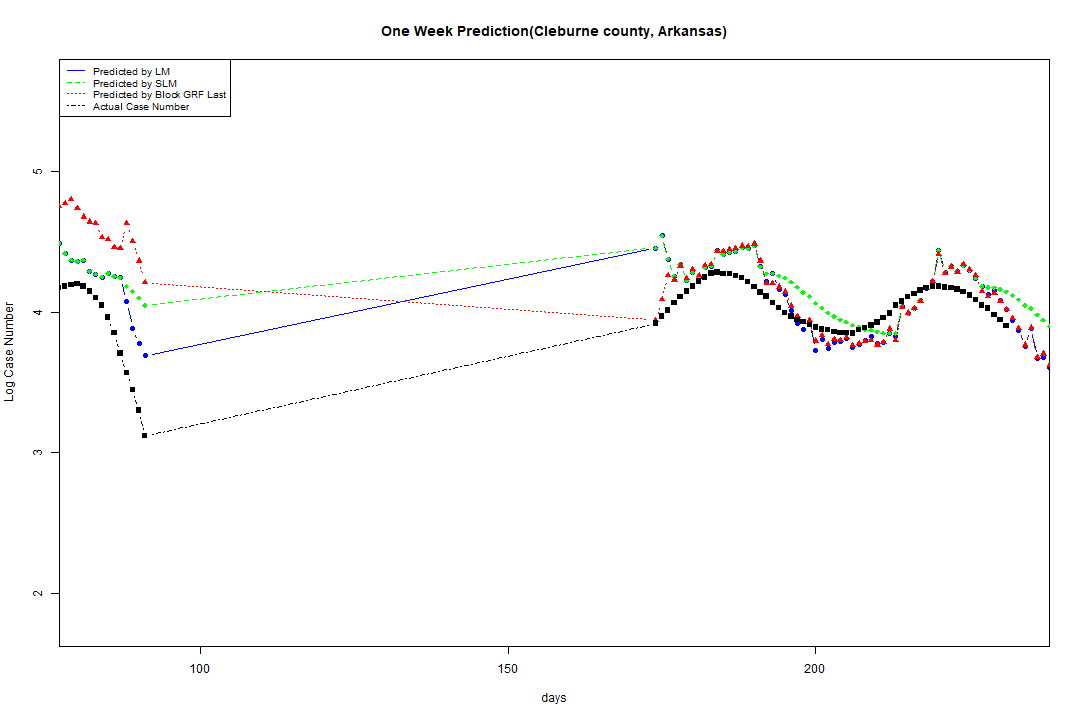 One Week Prediction(Cleburne county, Arkansas)
Predicted by LM
Predicted by SLM
Predicted by Block GRF Last
Actual Case Number
5
4
3
2
Log Case Number
100 150 200
days